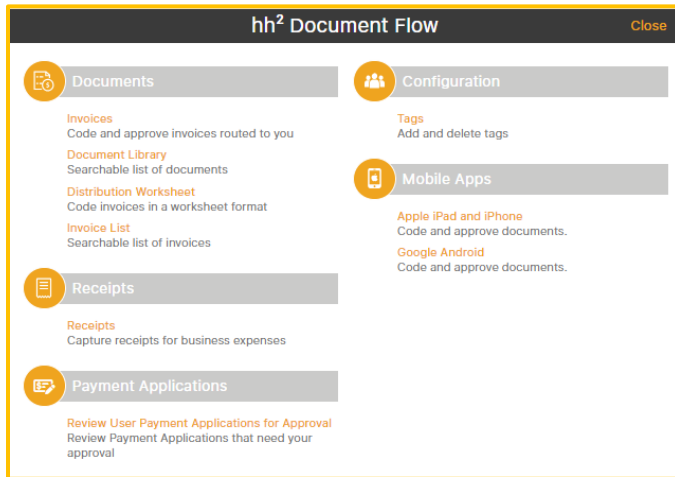 hh² Document Flow
Close
Documents
Invoices
Code and approve invoices routed to you
Document Library
Searchable list of documents
Distribution Worksheet
Code invoices in a worksheet format
Invoice List
Searchable list of invoices
Receipts
Receipts
Capture receipts for business expenses
Payment Applications
Review User Payment Applications for Approval
Review Payment Applications that need your
approval
Configuration
Tags
Add and delete tags
Mobile Apps
Apple iPad and iPhone
Code and approve documents.
Google Android
Code and approve documents.